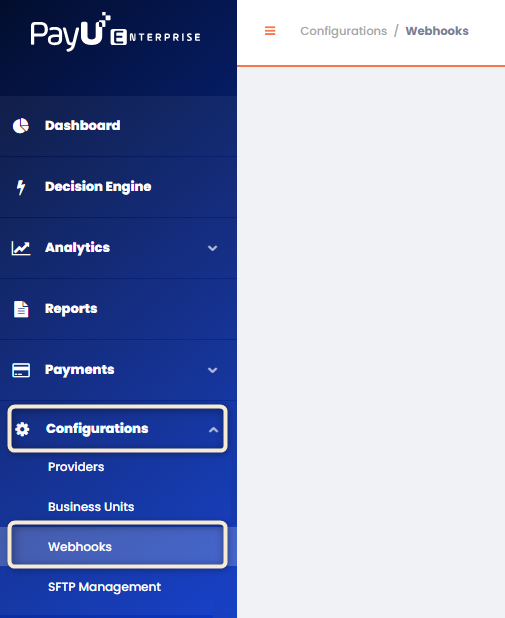 PayU ENTERPRISE
Configurations / Webhooks
Dashboard
Decision Engine
Analytics
Reports
Payments
Configurations
Providers
Business Units
Webhooks
SFTP Management